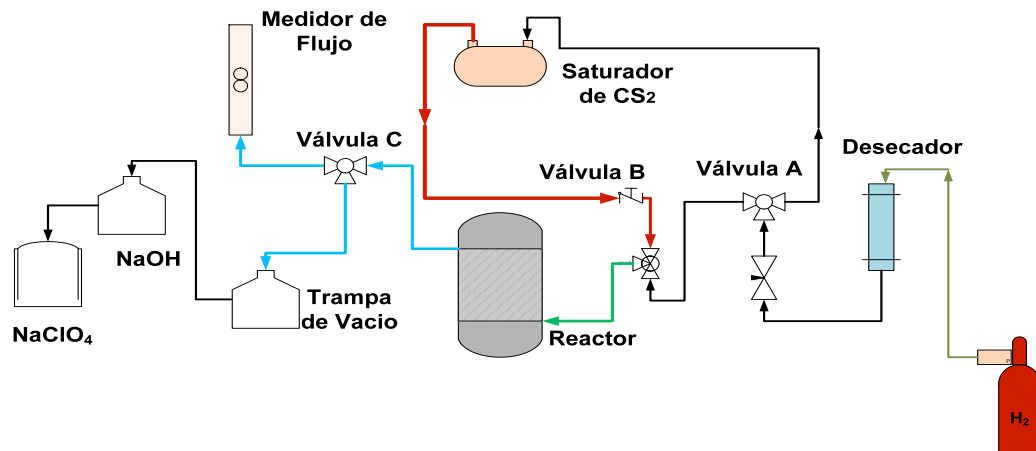 Medidor de
Flujo
Saturador
de CS₂
Válvula C
Válvula B
Válvula A
Desecador
NaOH
NaClO₄
Trampa
de Vacio
Reactor
P
H₂